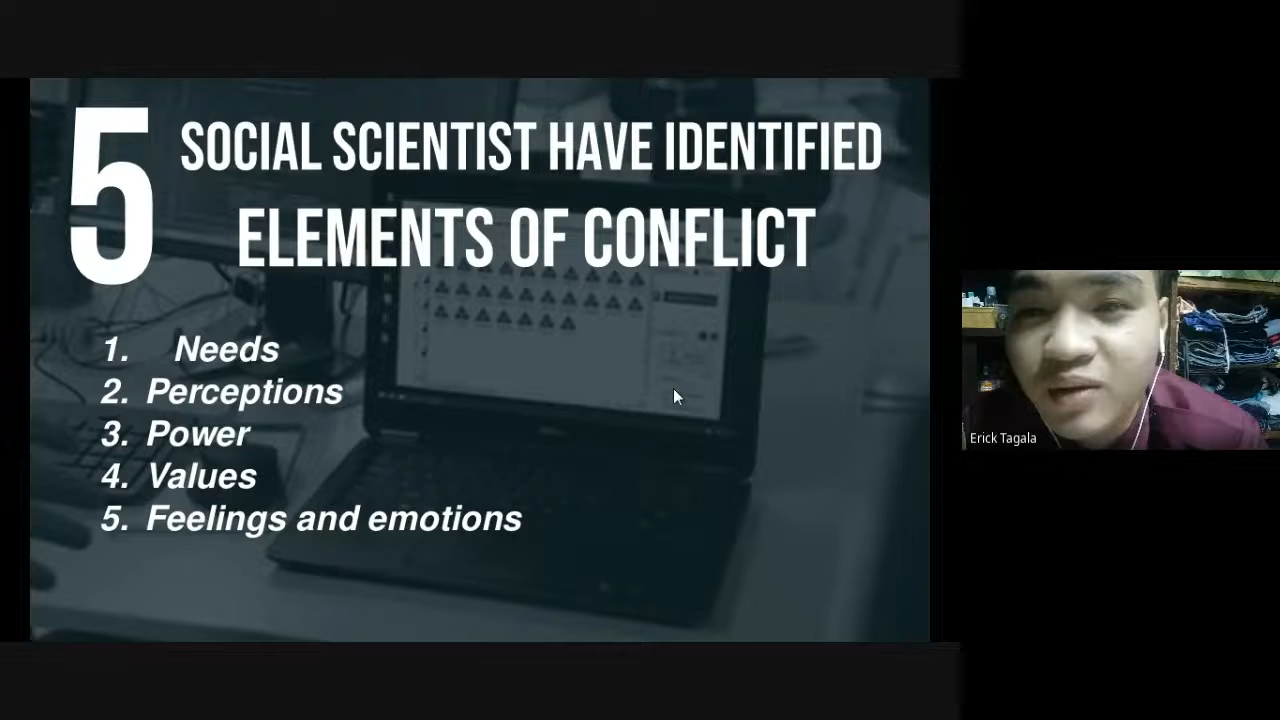 5
SOCIAL SCIENTIST HAVE IDENTIFIED
ELEMENTS OF CONFLICT
1. Needs
2. Perceptions
3. Power
4. Values
5. Feelings and emotions
Erick Tagala